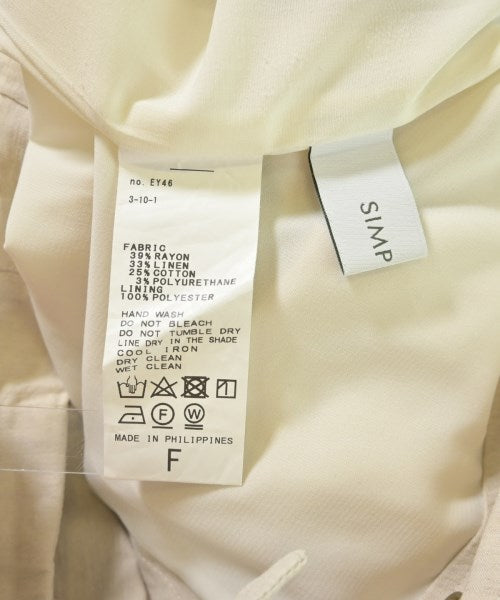 no. EY46
3-10-1
FABRIC
39% RAYON
33% LINEN
25% COTTON
3% POLYURETHANE
LINING
100% POLYESTER
HAND WASH
DO NOT BLEACH
DO NOT TUMBLE DRY
LINE DRY IN THE SHADE
COOL IRON
DRY CLEAN
WET CLEAN
F W
MADE IN PHILIPPINES
F
SIMP